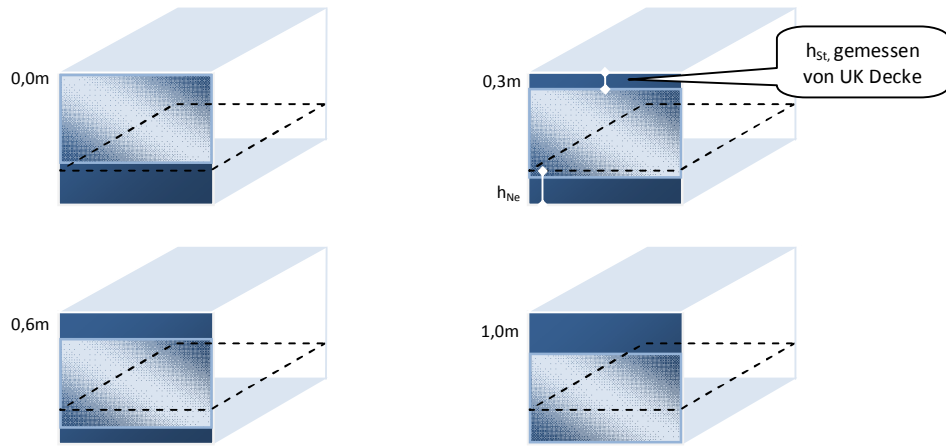 0,0m
0,3m
h_St, gemessen
von UK Decke
h_Ne
0,6m
1,0m